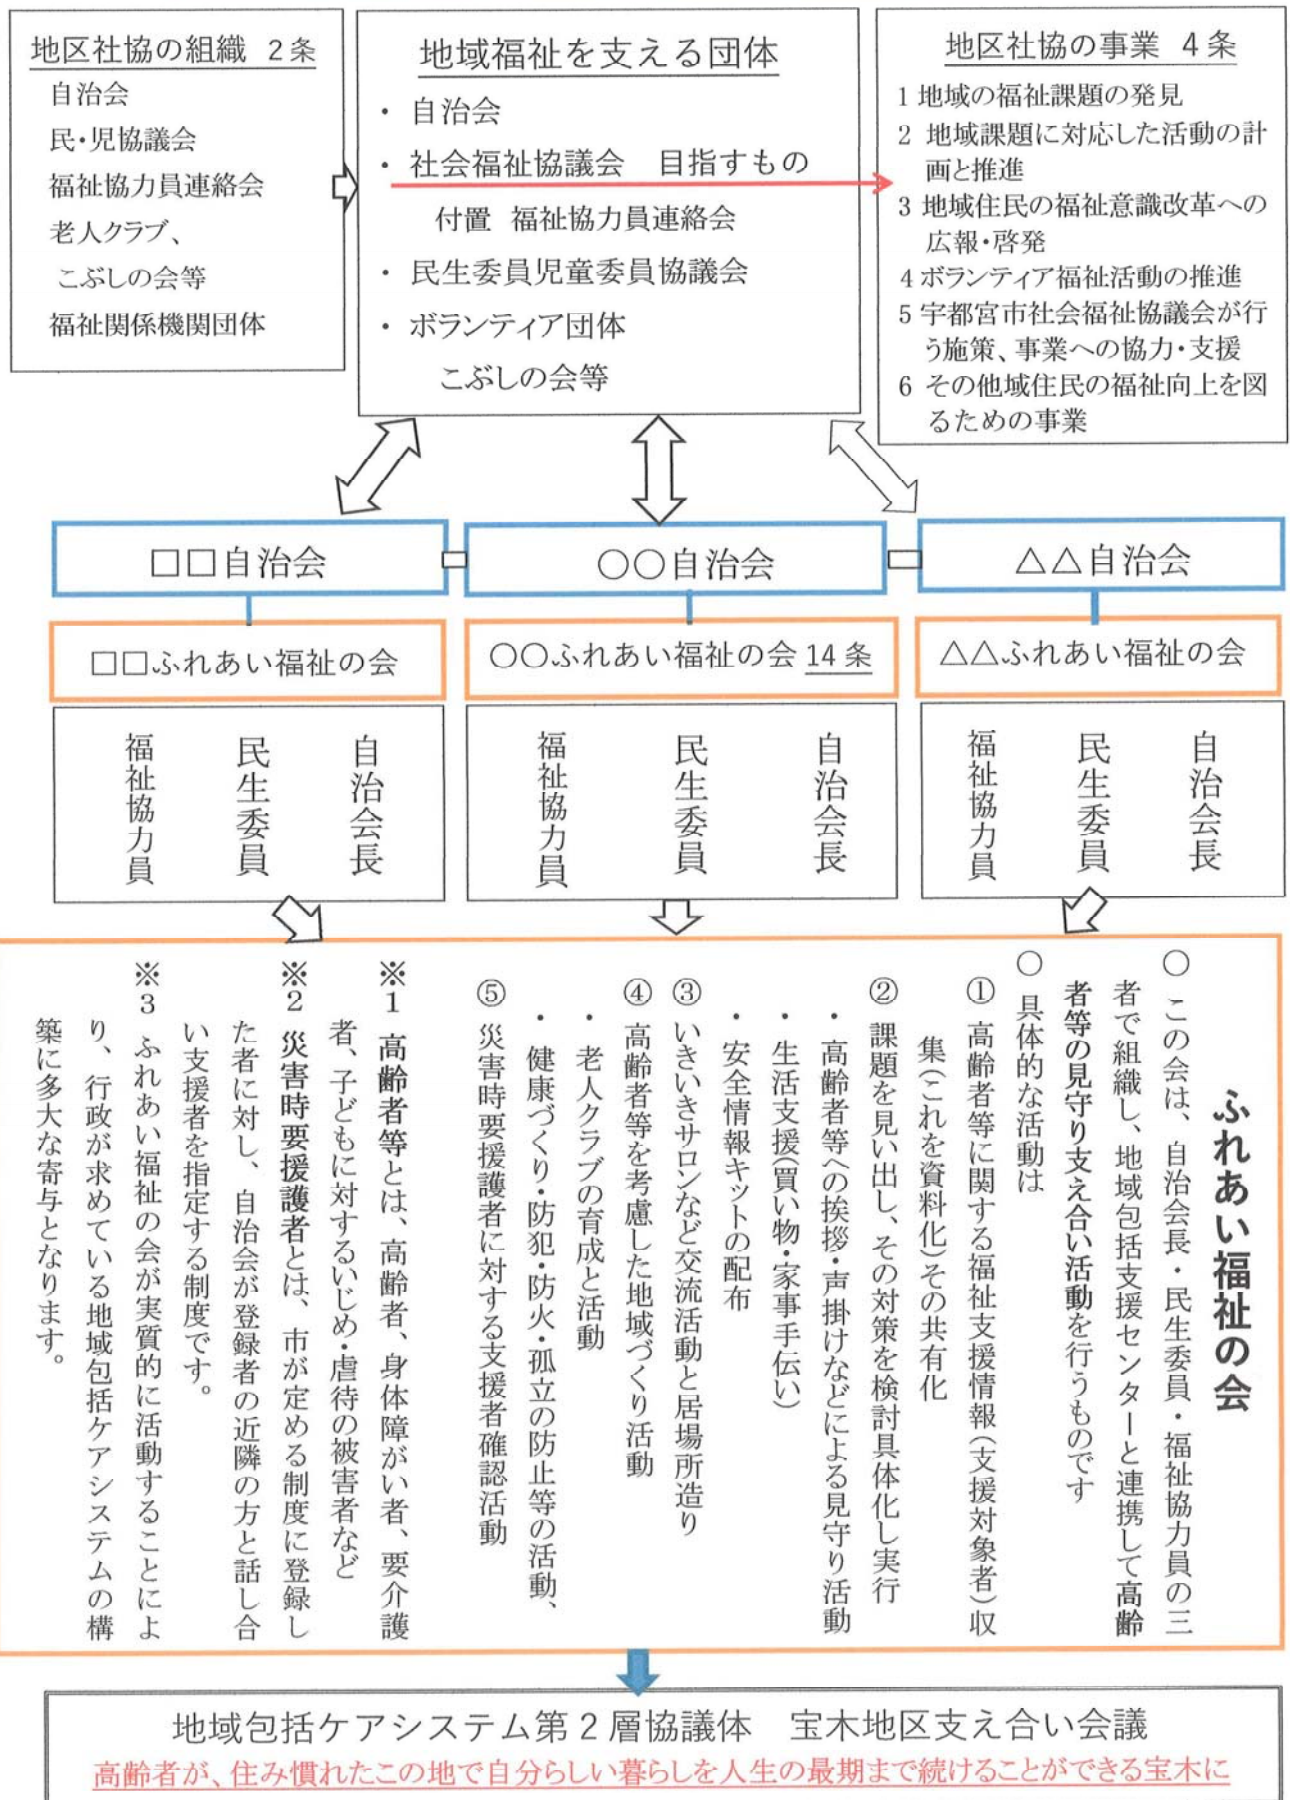 地区社協の組織 2条
自治会
民・児協議会
福祉協力員連絡会
老人クラブ、
こぶしの会等
福祉関係機関団体
地域福祉を支える団体
・ 自治会
・ 社会福祉協議会 目指すもの
付置 福祉協力員連絡会
・ 民生委員児童委員協議会
・ ボランティア団体
こぶしの会等
地区社協の事業 4条
1 地域の福祉課題の発見
2 地域課題に対応した活動の計
画と推進
3 地域住民の福祉意識改革への
広報・啓発
4 ボランティア福祉活動の推進
5 宇都宮市社会福祉協議会が行
う施策、事業への協力・支援
6 その他域住民の福祉向上を図
るための事業
□□自治会
○○自治会
△△自治会
□□ふれあい福祉の会
○○ふれあい福祉の会 14条
△△ふれあい福祉の会
自治会長
民生委員
福祉協力員
自治会長
民生委員
福祉協力員
自治会長
民生委員
福祉協力員
ふれあい福祉の会
○ この会は、自治会長・民生委員・福祉協力員の三
者で組織し、地域包括支援センターと連携して高齢
者等の見守り支え合い活動を行うものです
○ 具体的な活動は
① 高齢者等に関する福祉支援情報(支援対象者)収
集(これを資料化)その共有化
② 課題を見い出し、その対策を検討具体化し実行
・高齢者等への挨拶・声掛けなどによる見守り活動
・生活支援(買い物・家事手伝い)
・安全情報キットの配布
③ いきいきサロンなど交流活動と居場所造り
④ 高齢者等を考慮した地域づくり活動
・老人クラブの育成と活動
・健康づくり・防犯・防火・孤立の防止等の活動、
⑤ 災害時要援護者に対する支援者確認活動
※1 高齢者等とは、高齢者、身体障がい者、要介護
者、子どもに対するいじめ・虐待の被害者など
※2 災害時要援護者とは、市が定める制度に登録し
た者に対し、自治会が登録者の近隣の方と話し合
い支援者を指定する制度です。
※3 ふれあい福祉の会が実質的に活動することによ
り、行政が求めている地域包括ケアシステムの構
築に多大な寄与となります。
地域包括ケアシステム第2層協議体 宝木地区支え合い会議
高齢者が、住み慣れたこの地で自分らしい暮らしを人生の最期まで続けることができる宝木に